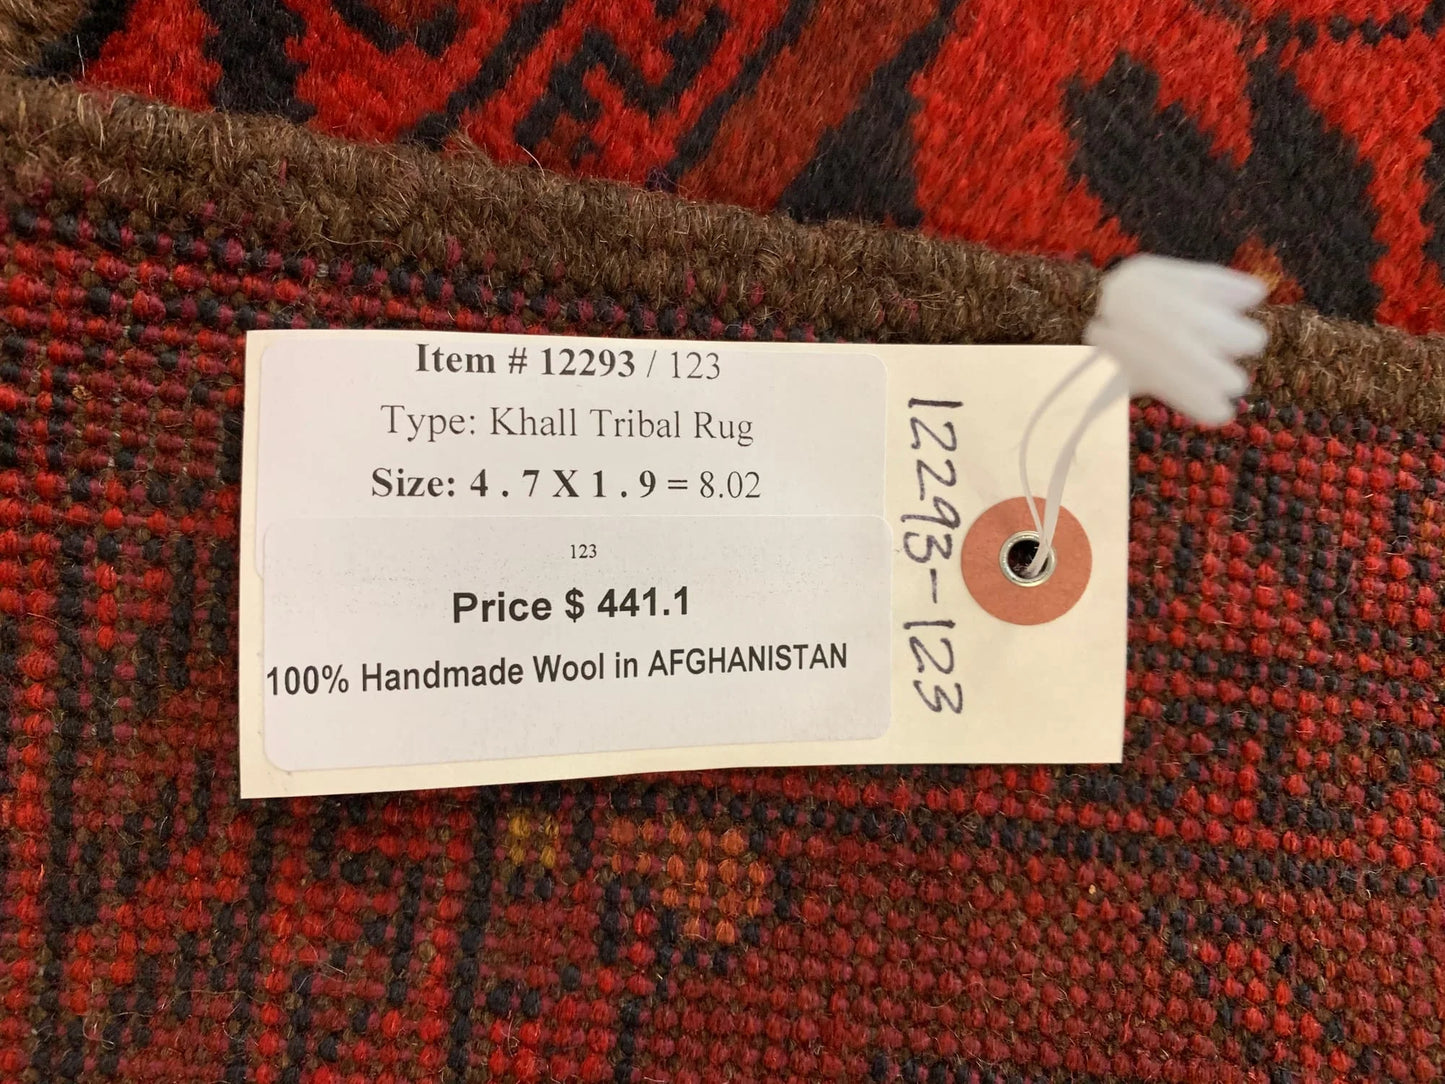 Item # 12293 / 123
Type: Khall Tribal Rug
Size: 4 . 7 X 1 . 9 = 8.02
123
Price $ 441.1
100% Handmade Wool in AFGHANISTAN
12293-123